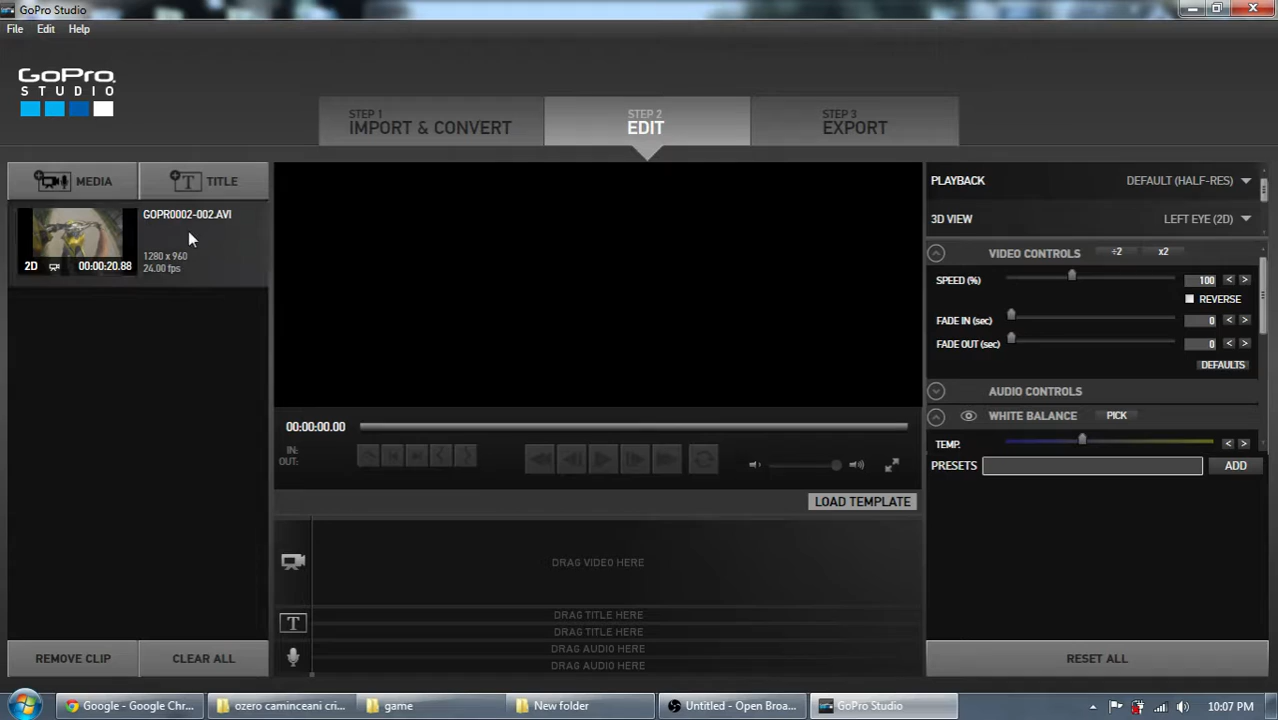 GoPro Studio
File Edit Help
GoPro
STUDIO
STEP 1
IMPORT & CONVERT
STEP 2
EDIT
STEP 3
EXPORT
MEDIA
T TITLE
GOPR0002-002.AVI
1280 x 960
24.00 fps
2D 00:00:20.88
REMOVE CLIP
CLEAR ALL
00:00:00.00
IN:
OUT:
LOAD TEMPLATE
DRAG VIDEO HERE
T
DRAG TITLE HERE
DRAG TITLE HERE
DRAG AUDIO HERE
DRAG AUDIO HERE
PLAYBACK DEFAULT (HALF-RES)
3D VIEW LEFT EYE (2D)
VIDEO CONTROLS ÷2 x2
SPEED (%) 100 < >
REVERSE
FADE IN (sec) 0 < >
FADE OUT (sec) 0 < >
DEFAULTS
AUDIO CONTROLS
WHITE BALANCE PICK
TEMP. < >
PRESETS ADD
RESET ALL
Google - Google Chr...
ozero caminceani cri...
game
New folder
Untitled - Open Broa...
GoPro Studio
10:07 PM